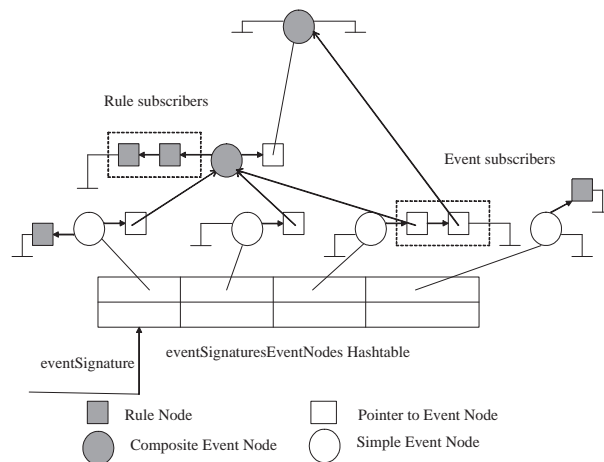 Rule subscribers
Event subscribers
eventSignature
eventSignaturesEventNodes Hashtable
Rule Node
Pointer to Event Node
Composite Event Node
Simple Event Node